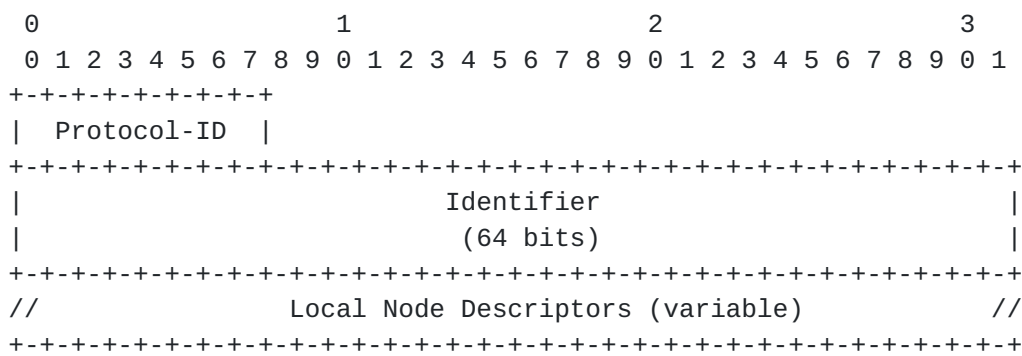 0                   1                   2                   3
 0 1 2 3 4 5 6 7 8 9 0 1 2 3 4 5 6 7 8 9 0 1 2 3 4 5 6 7 8 9 0 1
+-+-+-+-+-+-+-+-+
|  Protocol-ID  |
+-+-+-+-+-+-+-+-+-+-+-+-+-+-+-+-+-+-+-+-+-+-+-+-+-+-+-+-+-+-+-+-+
|                           Identifier                          |
|                            (64 bits)                          |
+-+-+-+-+-+-+-+-+-+-+-+-+-+-+-+-+-+-+-+-+-+-+-+-+-+-+-+-+-+-+-+-+
//                Local Node Descriptors (variable)            //
+-+-+-+-+-+-+-+-+-+-+-+-+-+-+-+-+-+-+-+-+-+-+-+-+-+-+-+-+-+-+-+-+